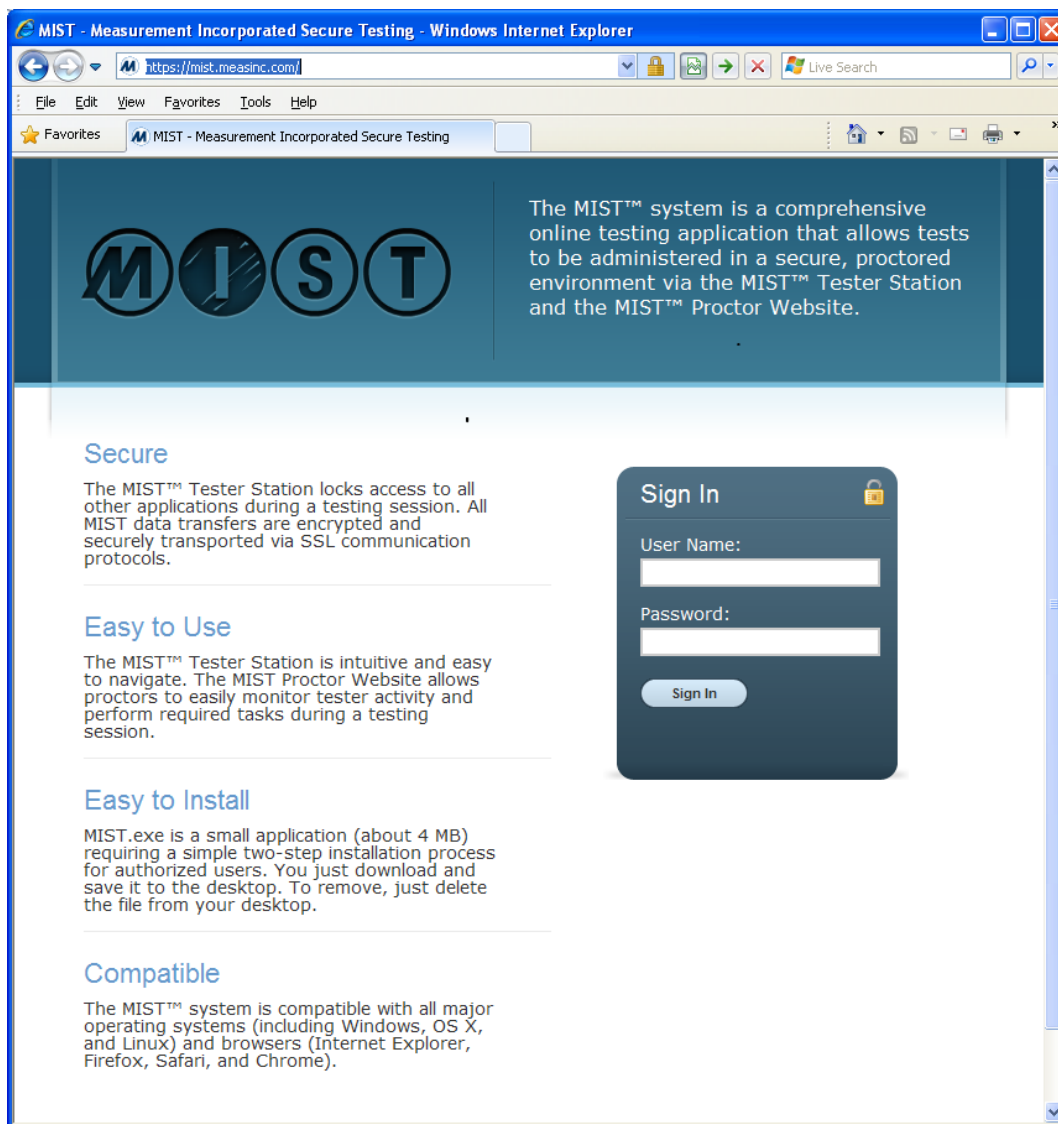 MIST - Measurement Incorporated Secure Testing - Windows Internet Explorer
https://mist.measinc.com/
Live Search
File Edit View Favorites Tools Help
Favorites
MIST - Measurement Incorporated Secure Testing
MIST
The MIST™ system is a comprehensive
online testing application that allows tests
to be administered in a secure, proctored
environment via the MIST™ Tester Station
and the MIST™ Proctor Website.
Secure
The MIST™ Tester Station locks access to all
other applications during a testing session. All
MIST data transfers are encrypted and
securely transported via SSL communication
protocols.
Easy to Use
The MIST™ Tester Station is intuitive and easy
to navigate. The MIST Proctor Website allows
proctors to easily monitor tester activity and
perform required tasks during a testing
session.
Easy to Install
MIST.exe is a small application (about 4 MB)
requiring a simple two-step installation process
for authorized users. You just download and
save it to the desktop. To remove, just delete
the file from your desktop.
Compatible
The MIST™ system is compatible with all major
operating systems (including Windows, OS X,
and Linux) and browsers (Internet Explorer,
Firefox, Safari, and Chrome).
Sign In
User Name:
Password:
Sign In